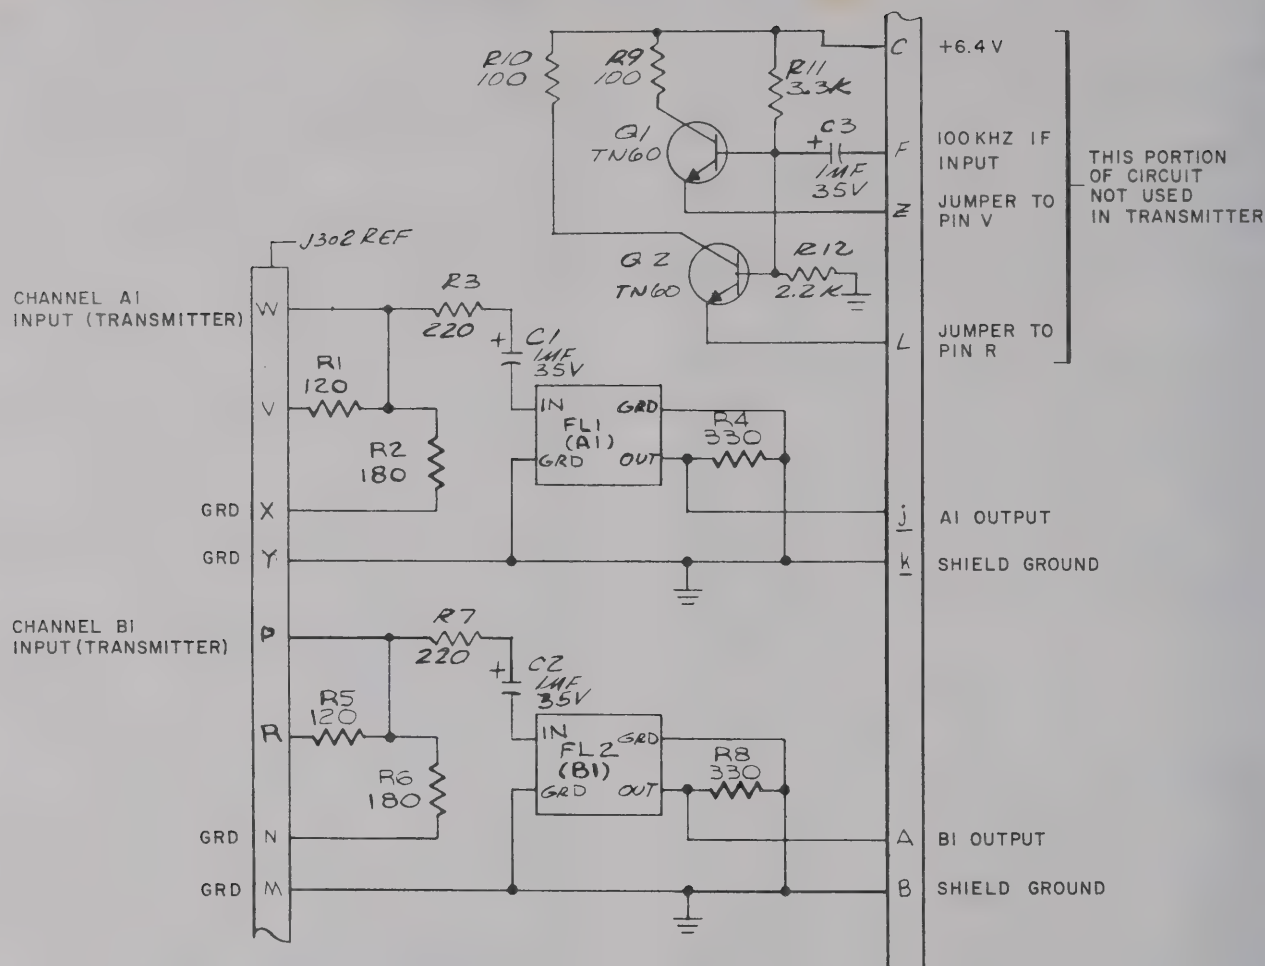 R10
100
R9
100
R11
3.3K
C +6.4 V
Q1
TN60
+ C3
1MF
35V
F 100 KHZ IF
INPUT
Z JUMPER TO
PIN V
THIS PORTION
OF CIRCUIT
NOT USED
IN TRANSMITTER
Q2
TN60
R12
2.2K
L JUMPER TO
PIN R
J302 REF
CHANNEL A1
INPUT (TRANSMITTER)
W
R3
220
+ C1
1MF
35V
R1
120
V
R2
180
IN GRD
FL1
(A1)
GRD OUT
R4
330
GRD X
j A1 OUTPUT
GRD Y
k SHIELD GROUND
CHANNEL B1
INPUT (TRANSMITTER)
P
R7
220
+ C2
1MF
35V
R5
120
R
R6
180
IN GRD
FL2
(B1)
GRD OUT
R8
330
GRD N
A B1 OUTPUT
GRD M
B SHIELD GROUND